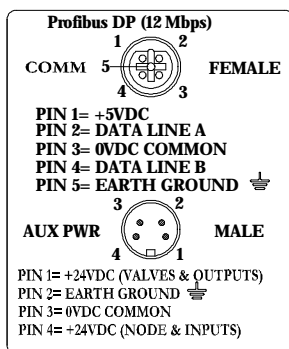 Profibus DP (12 Mbps)
1 2
COMM 5 FEMALE
4 3
PIN 1= +5VDC
PIN 2= DATA LINE A
PIN 3= 0VDC COMMON
PIN 4= DATA LINE B
PIN 5= EARTH GROUND
3 2
AUX PWR MALE
4 1
PIN 1= +24VDC (VALVES & OUTPUTS)
PIN 2= EARTH GROUND
PIN 3= 0VDC COMMON
PIN 4= +24VDC (NODE & INPUTS)